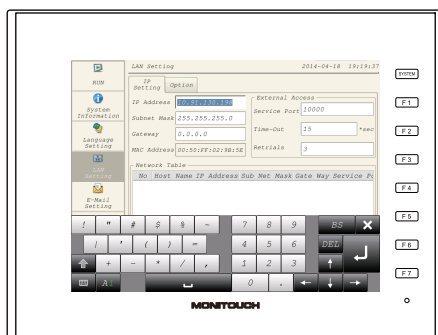 LAN Setting 2014-04-18 19:19:37
RUN
System
Information
Language
Setting
LAN
Setting
E-Mail
Setting
IP
Setting
Option
IP Address 10.91.130.190
Subnet Mask 255.255.255.0
Gateway 0.0.0.0
MAC Address 00:50:FF:02:9B:5E
External Access
Service Port 10000
Time-Out 15 *sec
Retrials 3
Network Table
No Host Name IP Address Sub Net Mask Gate Way Service Po
! " # $ % - 7 8 9 BS X
| ' ( ) = 4 5 6 DEL
+ - * / , 1 2 3
0 .
MONITOUCH
SYSTEM
F1
F2
F3
F4
F5
F6
F7